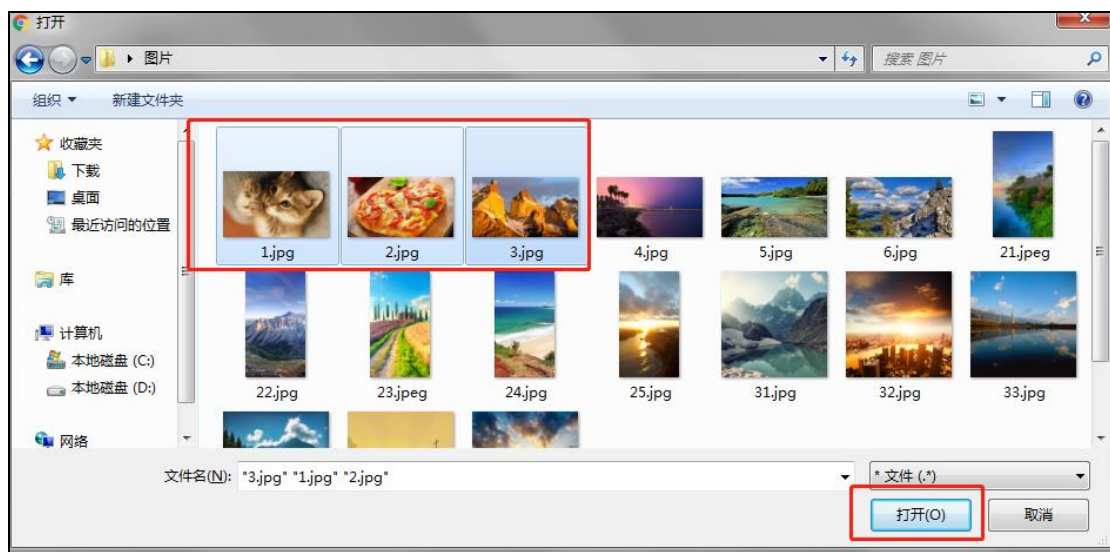 打开
图片
搜索 图片
组织 新建文件夹
收藏夹
下载
桌面
最近访问的位置
库
计算机
本地磁盘 (C:)
本地磁盘 (D:)
网络
1.jpg 2.jpg 3.jpg 4.jpg 5.jpg 6.jpg 21.jpeg
22.jpg 23.jpeg 24.jpg 25.jpg 31.jpg 32.jpg 33.jpg
文件名(N): "3.jpg" "1.jpg" "2.jpg" * 文件 (.*)
打开(O) 取消